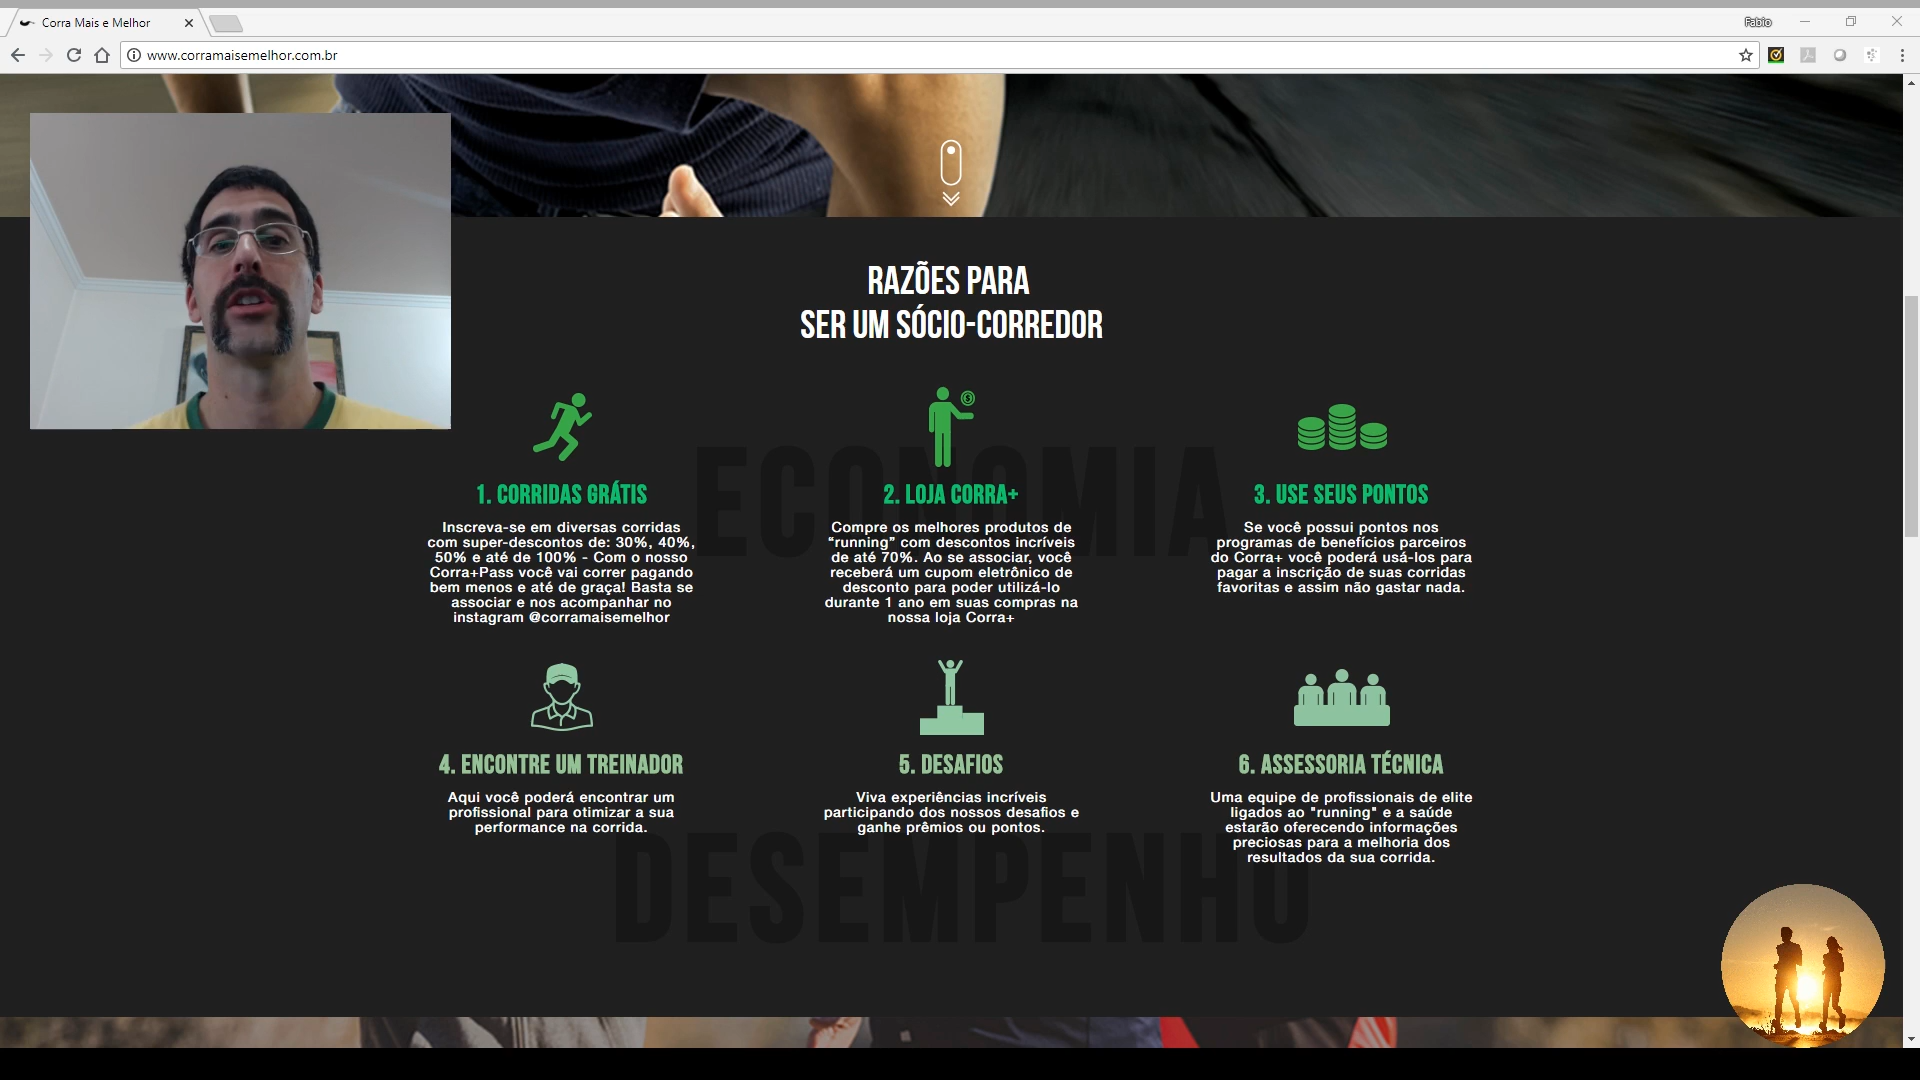 Corra Mais e Melhor
Fabio
www.corramaisemelhor.com.br
RAZÕES PARA
SER UM SÓCIO-CORREDOR
ECONOMIA
1. CORRIDAS GRÁTIS
Inscreva-se em diversas corridas
com super-descontos de: 30%, 40%,
50% e até de 100% - Com o nosso
Corra+Pass você vai correr pagando
bem menos e até de graça! Basta se
associar e nos acompanhar no
instagram @corramaisemelhor
2. LOJA CORRA+
Compre os melhores produtos de
“running” com descontos incríveis
de até 70%. Ao se associar, você
receberá um cupom eletrônico de
desconto para poder utilizá-lo
durante 1 ano em suas compras na
nossa loja Corra+
3. USE SEUS PONTOS
Se você possui pontos nos
programas de benefícios parceiros
do Corra+ você poderá usá-los para
pagar a inscrição de suas corridas
favoritas e assim não gastar nada.
4. ENCONTRE UM TREINADOR
Aqui você poderá encontrar um
profissional para otimizar a sua
performance na corrida.
5. DESAFIOS
Viva experiências incríveis
participando dos nossos desafios e
ganhe prêmios ou pontos.
6. ASSESSORIA TÉCNICA
Uma equipe de profissionais de elite
ligados ao "running" e a saúde
estarão oferecendo informações
preciosas para a melhoria dos
resultados da sua corrida.
DESEMPENHO